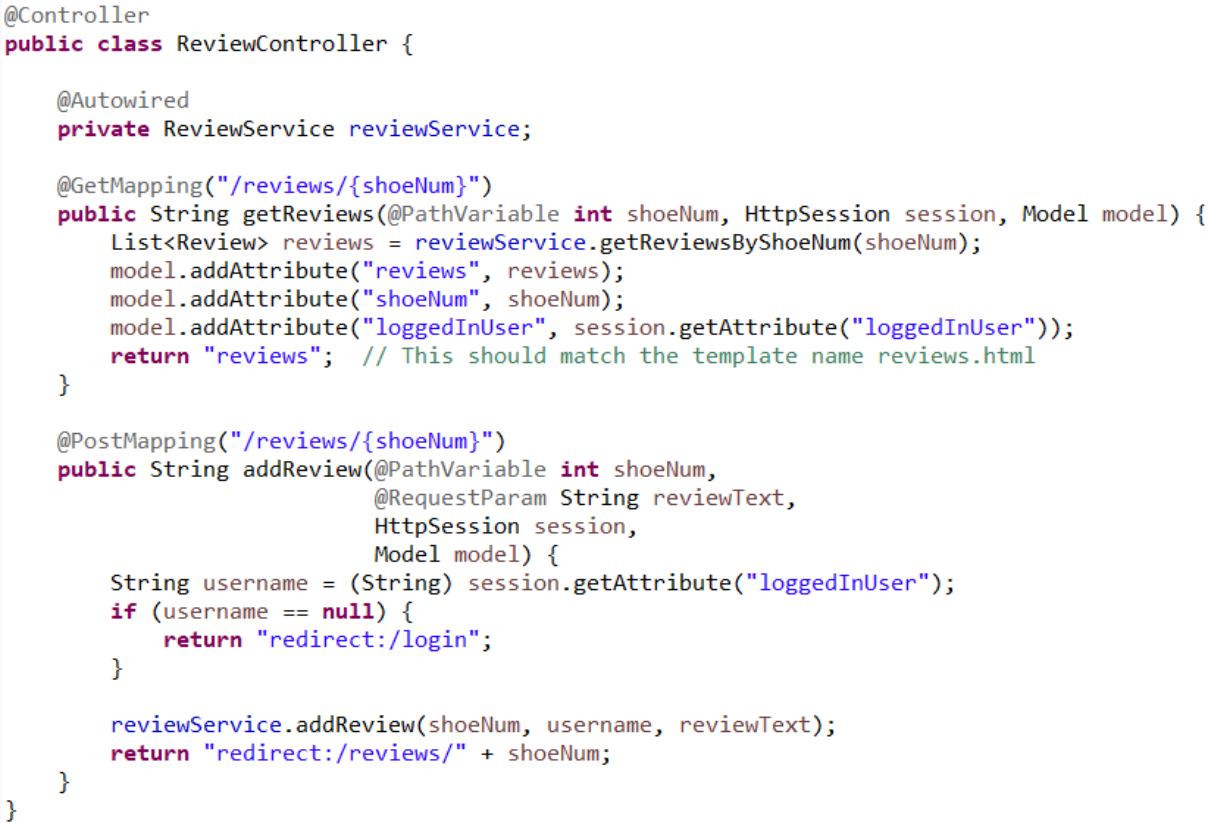 @Controller
public class ReviewController {
@Autowired
private ReviewService reviewService;
@GetMapping("/reviews/{shoeNum}")
public String getReviews(@PathVariable int shoeNum, HttpSession session, Model model) {
List<Review> reviews = reviewService.getReviewsByShoeNum(shoeNum);
model.addAttribute("reviews", reviews);
model.addAttribute("shoeNum", shoeNum);
model.addAttribute("loggedInUser", session.getAttribute("loggedInUser"));
return "reviews";  // This should match the template name reviews.html
}
@PostMapping("/reviews/{shoeNum}")
public String addReview(@PathVariable int shoeNum,
@RequestParam String reviewText,
HttpSession session,
Model model) {
String username = (String) session.getAttribute("loggedInUser");
if (username == null) {
return "redirect:/login";
}
reviewService.addReview(shoeNum, username, reviewText);
return "redirect:/reviews/" + shoeNum;
}
}